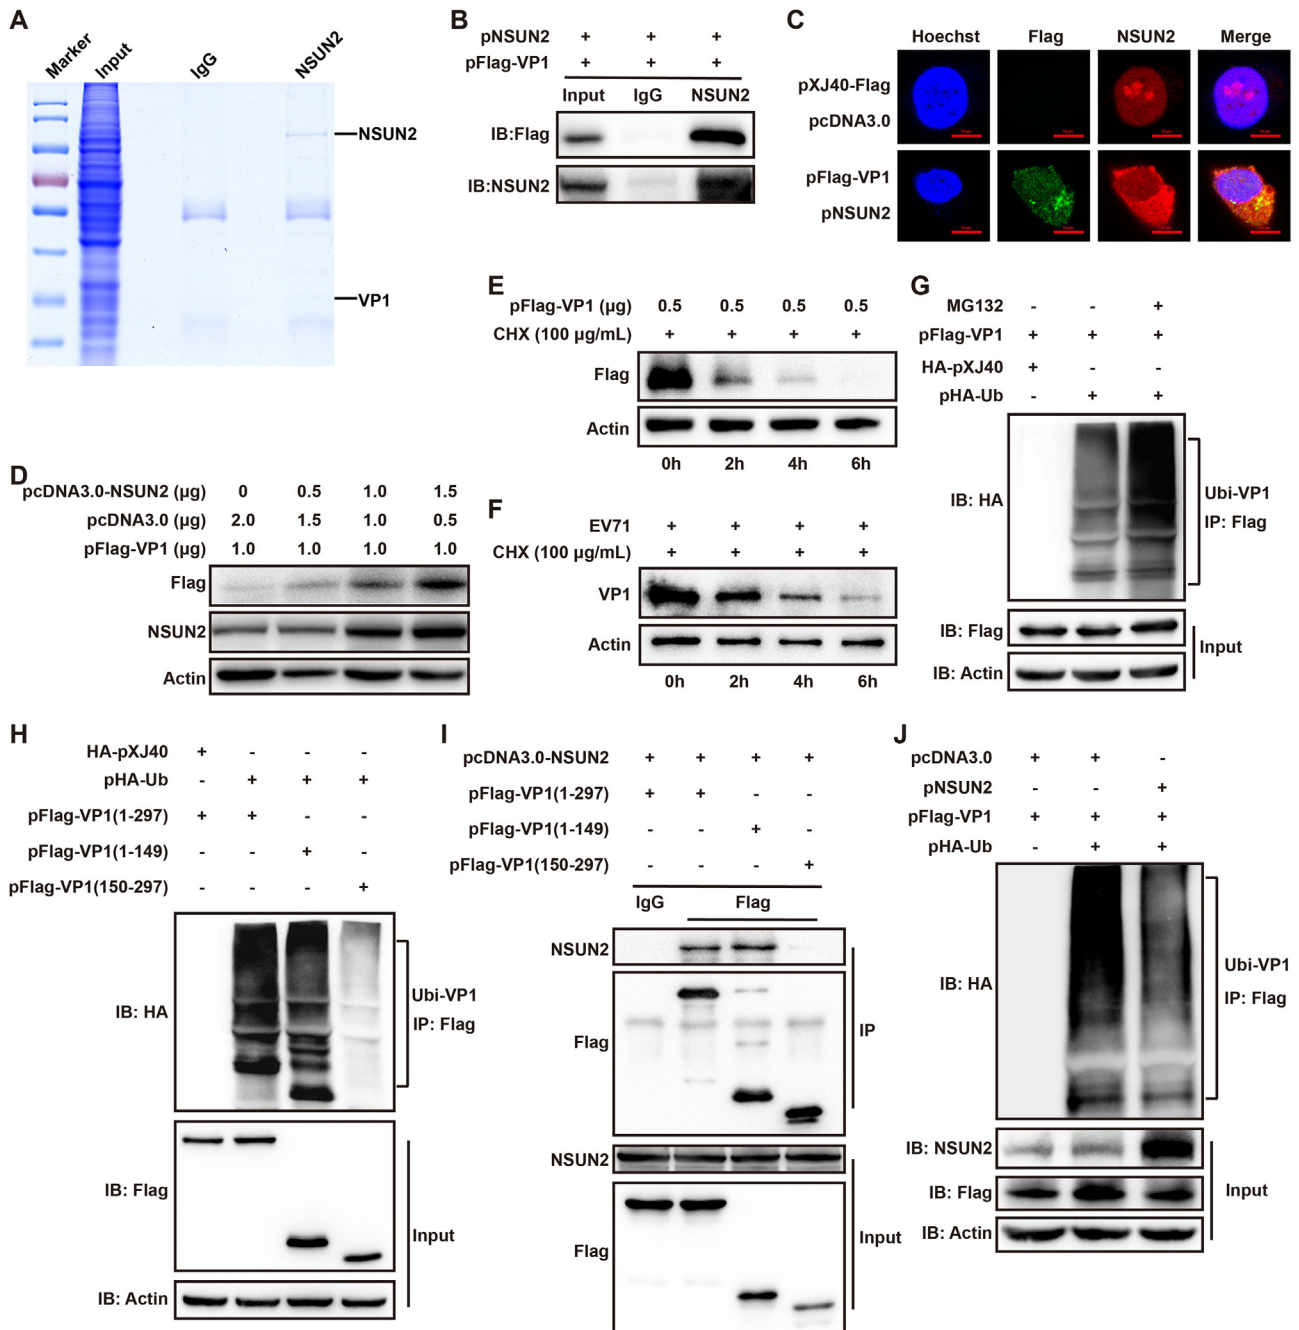 A
Marker
Input
IgG
NSUN2
NSUN2
VP1
B
pNSUN2 + + +
pFlag-VP1 + + +
Input IgG NSUN2
IB:Flag
IB:NSUN2
C
Hoechst Flag NSUN2 Merge
pXJ40-Flag
pcDNA3.0
pFlag-VP1
pNSUN2
D
pcDNA3.0-NSUN2 (μg) 0 0.5 1.0 1.5
pcDNA3.0 (μg) 2.0 1.5 1.0 0.5
pFlag-VP1 (μg) 1.0 1.0 1.0 1.0
Flag
NSUN2
Actin
E
pFlag-VP1 (μg) 0.5 0.5 0.5 0.5
CHX (100 μg/mL) + + + +
Flag
Actin
0h 2h 4h 6h
F
EV71 + + + +
CHX (100 μg/mL) + + + +
VP1
Actin
0h 2h 4h 6h
G
MG132 - - +
pFlag-VP1 + + +
HA-pXJ40 + - -
pHA-Ub - + +
IB: HA
Ubi-VP1
IP: Flag
IB: Flag
IB: Actin
Input
H
HA-pXJ40 + - - -
pHA-Ub - + + +
pFlag-VP1(1-297) + + - -
pFlag-VP1(1-149) - - + -
pFlag-VP1(150-297) - - - +
IB: HA
Ubi-VP1
IP: Flag
IB: Flag
IB: Actin
Input
I
pcDNA3.0-NSUN2 + + + +
pFlag-VP1(1-297) + + - -
pFlag-VP1(1-149) - - + -
pFlag-VP1(150-297) - - - +
IgG Flag
NSUN2
Flag
IP
NSUN2
Flag
Input
J
pcDNA3.0 + + -
pNSUN2 - - +
pFlag-VP1 + + +
pHA-Ub - + +
IB: HA
Ubi-VP1
IP: Flag
IB: NSUN2
IB: Flag
IB: Actin
Input